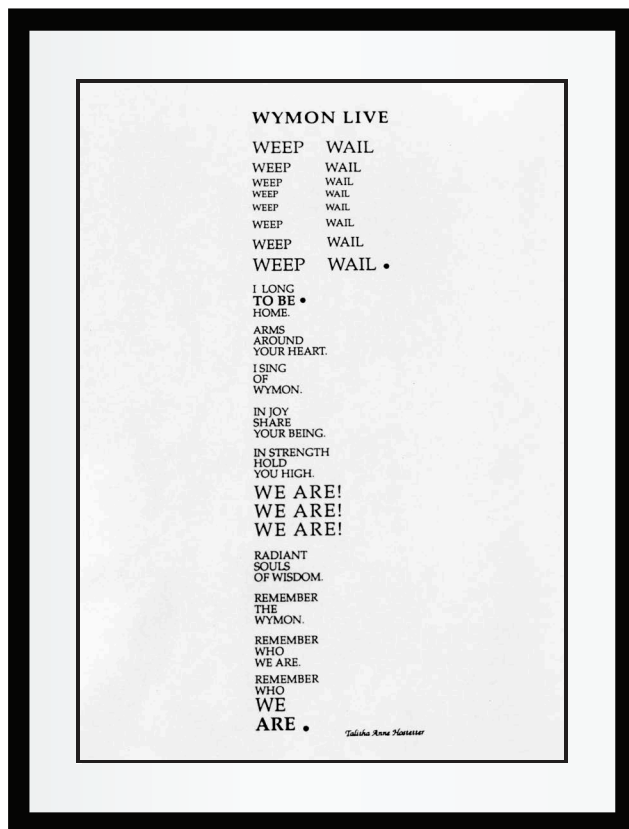 WYMON LIVE
WEEP WAIL
WEEP WAIL
WEEP WAIL
WEEP WAIL
WEEP WAIL
WEEP WAIL
WEEP WAIL
WEEP WAIL •
I LONG
TO BE •
HOME.
ARMS
AROUND
YOUR HEART.
I SING
OF
WYMON.
IN JOY
SHARE
YOUR BEING.
IN STRENGTH
HOLD
YOU HIGH.
WE ARE!
WE ARE!
WE ARE!
RADIANT
SOULS
OF WISDOM.
REMEMBER
THE
WYMON.
REMEMBER
WHO
WE ARE.
REMEMBER
WHO
WE
ARE •
Talitha Anne Hostetter